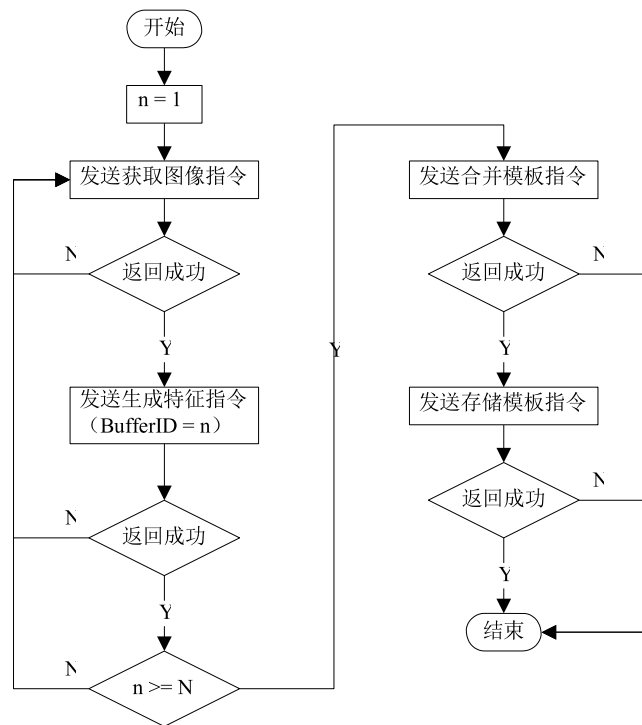 开始
n = 1
发送获取图像指令
N
返回成功
Y
发送生成特征指令
（BufferID = n）
N
返回成功
Y
N
n >= N
Y
发送合并模板指令
返回成功
N
Y
发送存储模板指令
返回成功
N
Y
结束